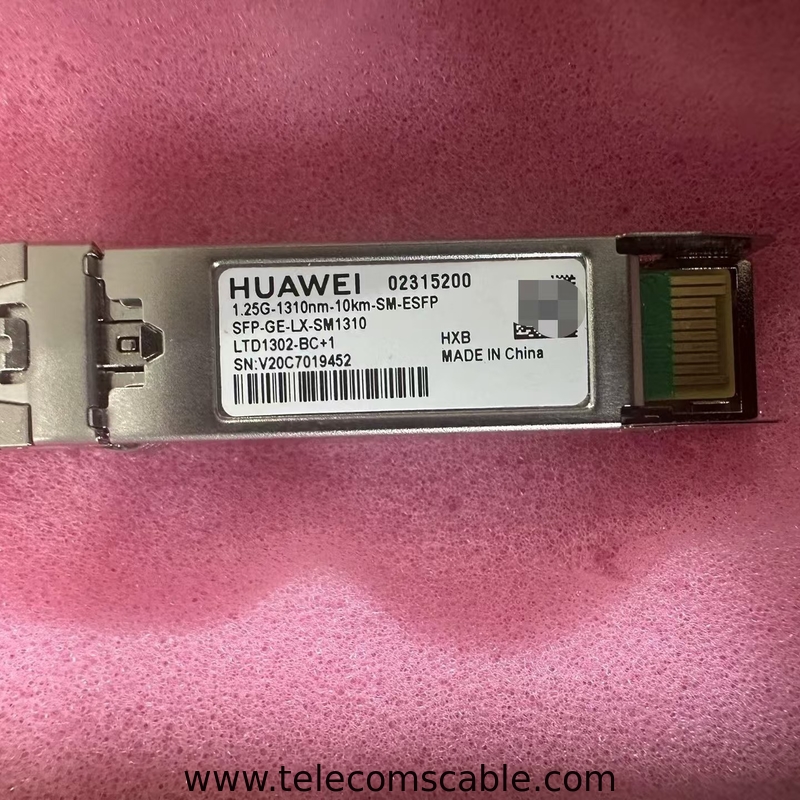 HUAWEI 02315200
1.25G-1310nm-10km-SM-ESFP
SFP-GE-LX-SM1310
LTD1302-BC+1
HXB
SN:V20C7019452
MADE IN China
www.telecomscable.com